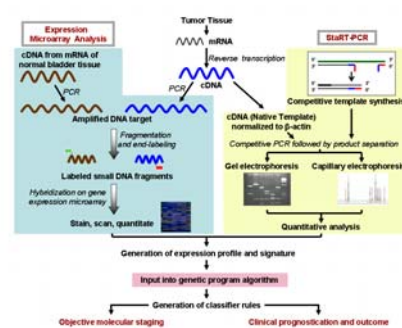 Expression
Microarray Analysis
Tumor Tissue
mRNA
Reverse transcription
StaRT-PCR
cDNA from mRNA of
normal bladder tissue
PCR
PCR
cDNA
Competitive template synthesis
cDNA (Native Template)
normalized to β-actin
Amplified DNA target
Competitive PCR followed by product separation
Fragmentation
and end-labeling
Gel electrophoresis
Capillary electrophoresis
Labeled small DNA fragments
Hybridization on gene
expression microarray
Stain, scan, quantitate
Quantitative analysis
Generation of expression profile and signature
Input into genetic program algorithm
Generation of classifier rules
Objective molecular staging
Clinical prognostication and outcome